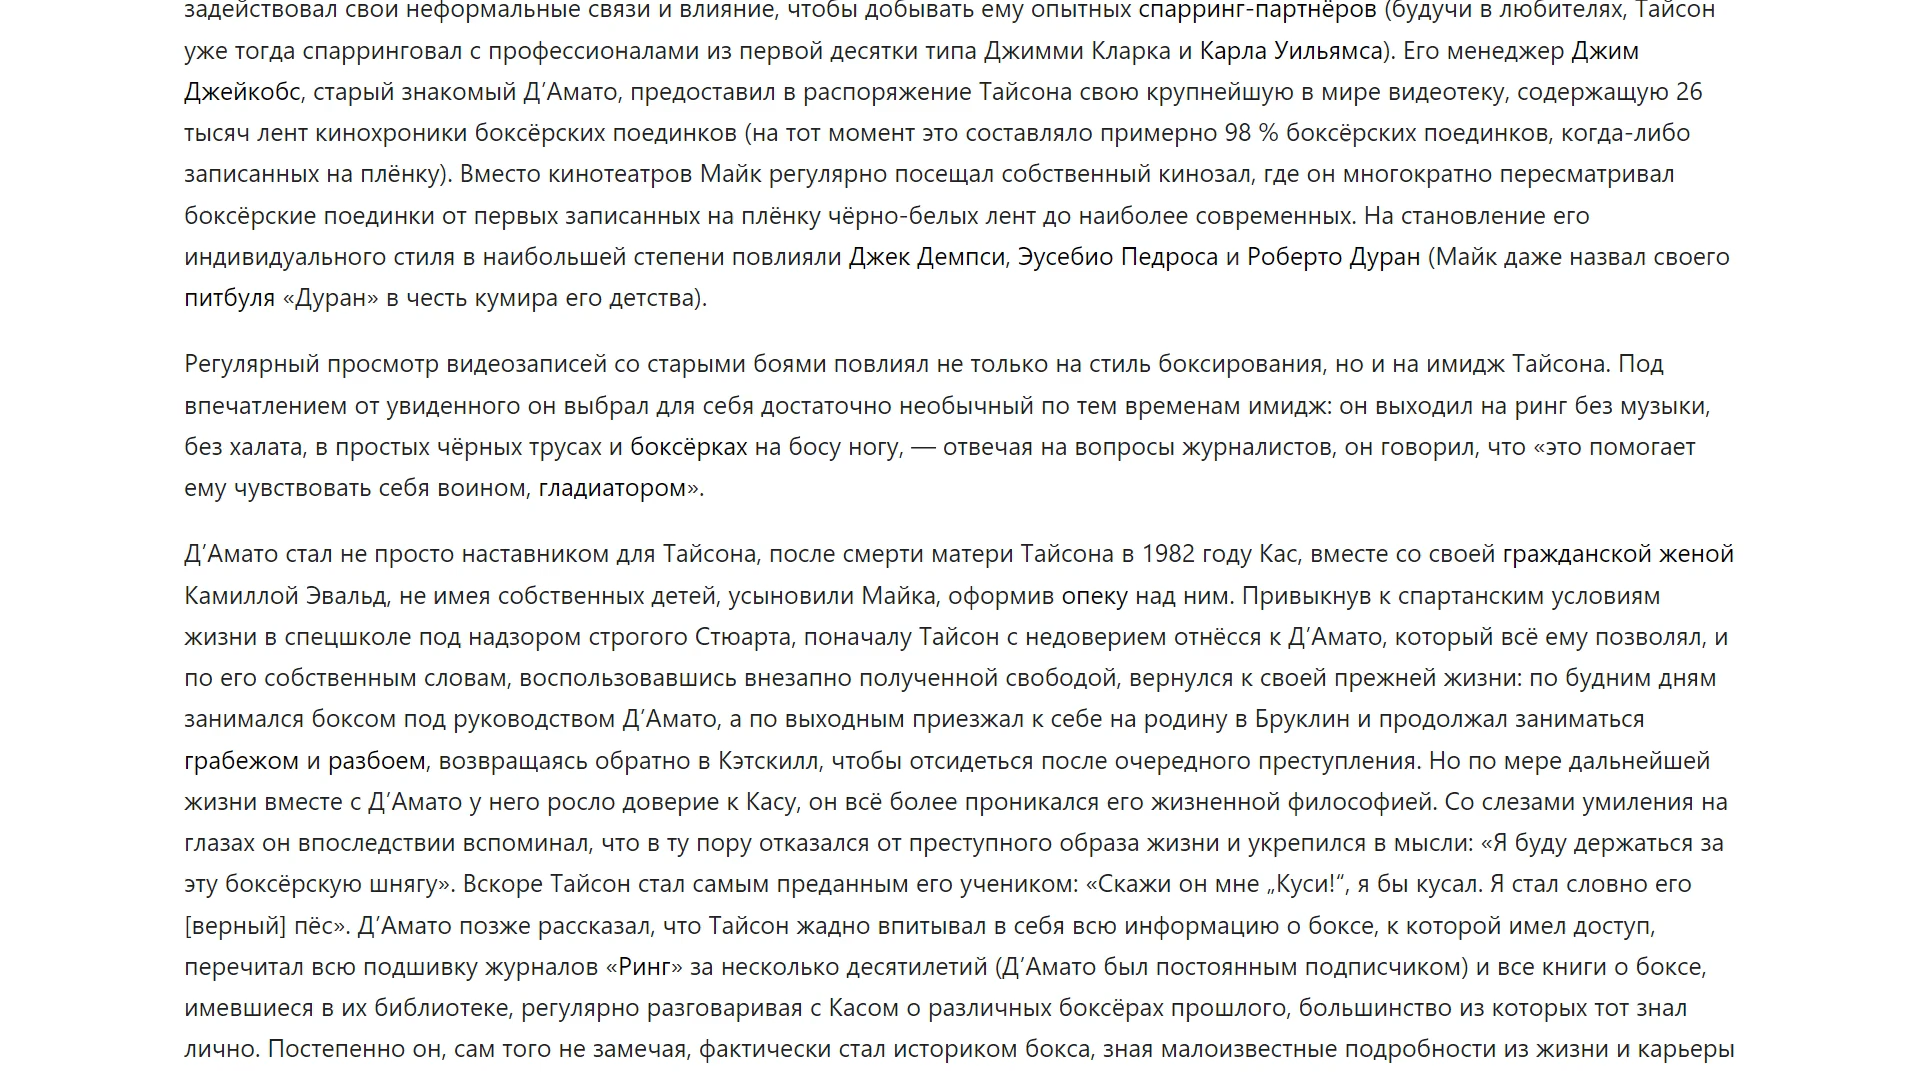 задействовал свои неформальные связи и влияние, чтобы добывать ему опытных спарринг-партнёров (будучи в любителях, Тайсон
уже тогда спарринговал с профессионалами из первой десятки типа Джимми Кларка и Карла Уильямса). Его менеджер Джим
Джейкобс, старый знакомый Д’Амато, предоставил в распоряжение Тайсона свою крупнейшую в мире видеотеку, содержащую 26
тысяч лент кинохроники боксёрских поединков (на тот момент это составляло примерно 98 % боксёрских поединков, когда-либо
записанных на плёнку). Вместо кинотеатров Майк регулярно посещал собственный кинозал, где он многократно пересматривал
боксёрские поединки от первых записанных на плёнку чёрно-белых лент до наиболее современных. На становление его
индивидуального стиля в наибольшей степени повлияли Джек Демпси, Эусебио Педроса и Роберто Дуран (Майк даже назвал своего
питбуля «Дуран» в честь кумира его детства).
Регулярный просмотр видеозаписей со старыми боями повлиял не только на стиль боксирования, но и на имидж Тайсона. Под
впечатлением от увиденного он выбрал для себя достаточно необычный по тем временам имидж: он выходил на ринг без музыки,
без халата, в простых чёрных трусах и боксёрках на босу ногу, — отвечая на вопросы журналистов, он говорил, что «это помогает
ему чувствовать себя воином, гладиатором».
Д’Амато стал не просто наставником для Тайсона, после смерти матери Тайсона в 1982 году Кас, вместе со своей гражданской женой
Камиллой Эвальд, не имея собственных детей, усыновили Майка, оформив опеку над ним. Привыкнув к спартанским условиям
жизни в спецшколе под надзором строгого Стюарта, поначалу Тайсон с недоверием отнёсся к Д’Амато, который всё ему позволял, и
по его собственным словам, воспользовавшись внезапно полученной свободой, вернулся к своей прежней жизни: по будним дням
занимался боксом под руководством Д’Амато, а по выходным приезжал к себе на родину в Бруклин и продолжал заниматься
грабежом и разбоем, возвращаясь обратно в Кэтскилл, чтобы отсидеться после очередного преступления. Но по мере дальнейшей
жизни вместе с Д’Амато у него росло доверие к Касу, он всё более проникался его жизненной философией. Со слезами умиления на
глазах он впоследствии вспоминал, что в ту пору отказался от преступного образа жизни и укрепился в мысли: «Я буду держаться за
эту боксёрскую шнягу». Вскоре Тайсон стал самым преданным его учеником: «Скажи он мне „Куси!“, я бы кусал. Я стал словно его
[верный] пёс». Д’Амато позже рассказал, что Тайсон жадно впитывал в себя всю информацию о боксе, к которой имел доступ,
перечитал всю подшивку журналов «Ринг» за несколько десятилетий (Д’Амато был постоянным подписчиком) и все книги о боксе,
имевшиеся в их библиотеке, регулярно разговаривая с Касом о различных боксёрах прошлого, большинство из которых тот знал
лично. Постепенно он, сам того не замечая, фактически стал историком бокса, зная малоизвестные подробности из жизни и карьеры